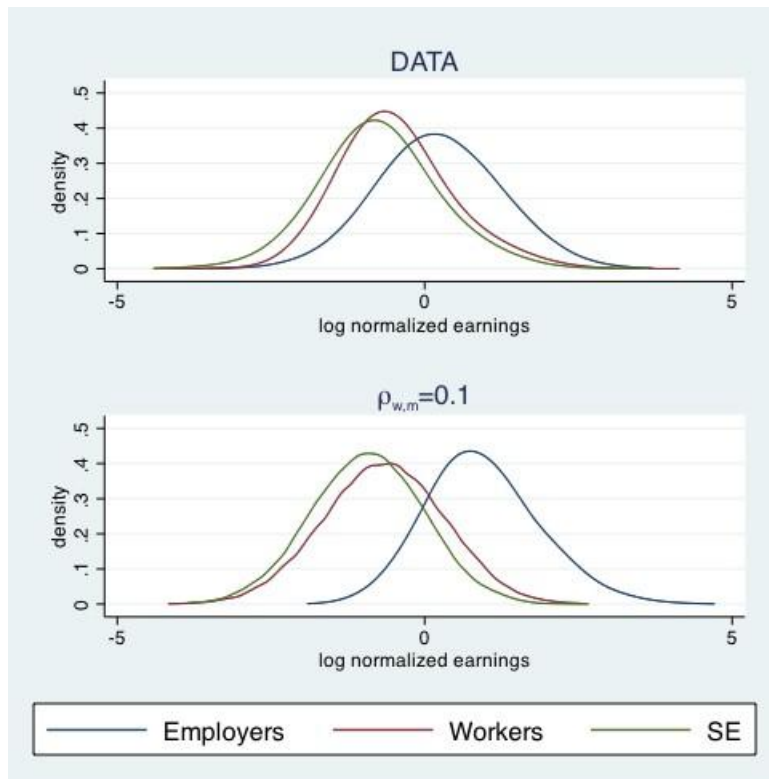 DATA
.5
.4
.3
.2
.1
0
density
-5 0 5
log normalized earnings
ρw,m=0.1
.5
.4
.3
.2
.1
0
density
-5 0 5
log normalized earnings
Employers Workers SE